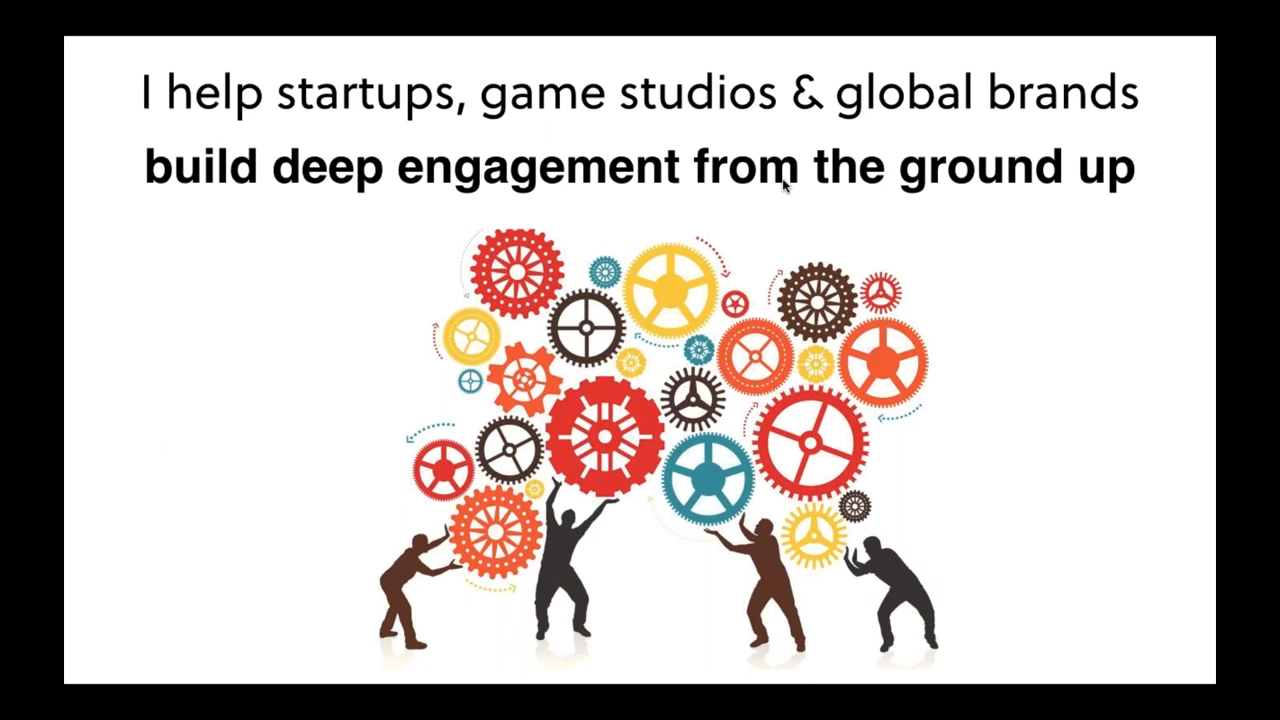 I help startups, game studios & global brands
build deep engagement from the ground up